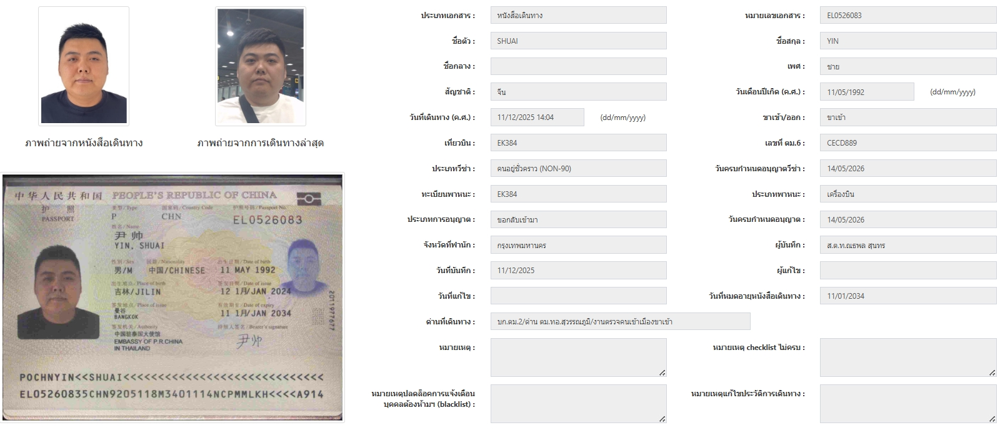 ภาพถ่ายจากหนังสือเดินทาง
ภาพถ่ายจากการเดินทางล่าสุด
中华人民共和国 PEOPLE'S REPUBLIC OF CHINA
护 照
PASSPORT
类型/Type
国家码/Country Code
护照号码/Passport No.
P
CHN
EL0526083
姓名/Name
尹帅
YIN, SHUAI
性别/Sex
国籍/Nationality
出生日期/Date of birth
男/M
中国/CHINESE
11 MAY 1992
出生地点/Place of birth
签发日期/Date of issue
吉林/JILIN
12 1月/JAN 2024
签发地点/Place of issue
有效期至/Date of expiry
曼谷
BANGKOK
11 1月/JAN 2034
签发机关/Authority
持照人签名/Bearer's signature
中国驻泰国大使馆
EMBASSY OF P.R.CHINA
IN THAILAND
尹帅
POCHNYIN<<SHUAI<<<<<<<<<<<<<<<<<<<<<<<<<<<<<
EL05260835CHN9205118M3401114NCPMMLKH<<<<A914
ประเภทเอกสาร : หนังสือเดินทาง
หมายเลขเอกสาร : EL0526083
ชื่อตัว : SHUAI
ชื่อสกุล : YIN
ชื่อกลาง :
เพศ : ชาย
สัญชาติ : จีน
วันเดือนปีเกิด (ค.ศ.) : 11/05/1992 (dd/mm/yyyy)
วันที่เดินทาง (ค.ศ.) : 11/12/2025 14:04 (dd/mm/yyyy)
ขาเข้า/ออก : ขาเข้า
เที่ยวบิน : EK384
เลขที่ ตม.6 : CECD889
ประเภทวีซ่า : คนอยู่ชั่วคราว (NON-90)
วันครบกำหนดอนุญาตวีซ่า : 14/05/2026
ทะเบียนพาหนะ : EK384
ประเภทพาหนะ : เครื่องบิน
ประเภทการอนุญาต : ขอกลับเข้ามา
วันครบกำหนดอนุญาต : 14/05/2026
จังหวัดที่พำนัก : กรุงเทพมหานคร
ผู้บันทึก : ส.ต.ท.ณธพล สุนทร
วันที่บันทึก : 11/12/2025
ผู้แก้ไข :
วันที่แก้ไข :
วันที่หมดอายุหนังสือเดินทาง : 11/01/2034
ด่านที่เดินทาง : บก.ตม.2/ด่าน ตม.ทอ.สุวรรณภูมิ/งานตรวจคนเข้าเมืองขาเข้า
หมายเหตุ :
หมายเหตุ checklist ไม่ครบ :
หมายเหตุปลดล็อคการแจ้งเตือน
บุคคลต้องห้ามฯ (blacklist) :
หมายเหตุแก้ไขประวัติการเดินทาง :